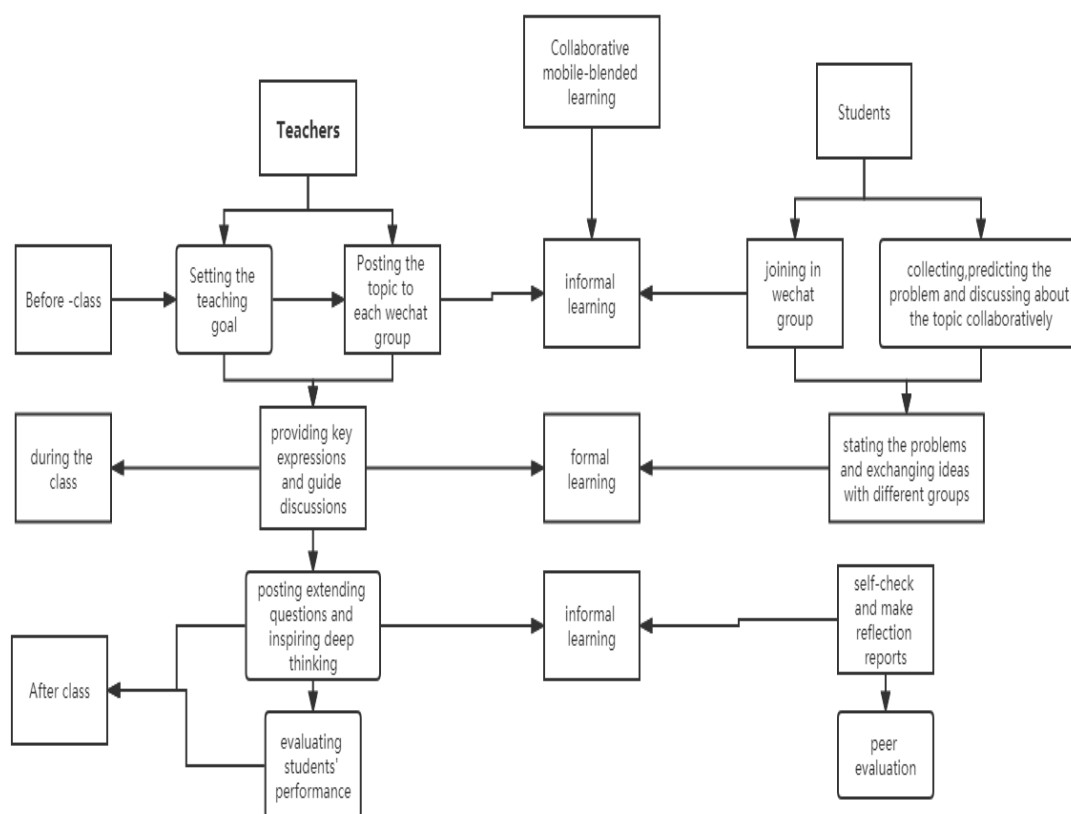 Collaborative
mobile-blended
learning
Teachers
Students
Before -class
Setting the
teaching
goal
Posting the
topic to
each wechat
group
informal
learning
joining in
wechat
group
collecting,predicting the
problem and discussing about
the topic collaboratively
during the
class
providing key
expressions
and guide
discussions
formal
learning
stating the problems
and exchanging ideas
with different groups
After class
posting extending
questions and
inspiring deep
thinking
informal
learning
self-check
and make
reflection
reports
evaluating
students'
performance
peer
evaluation